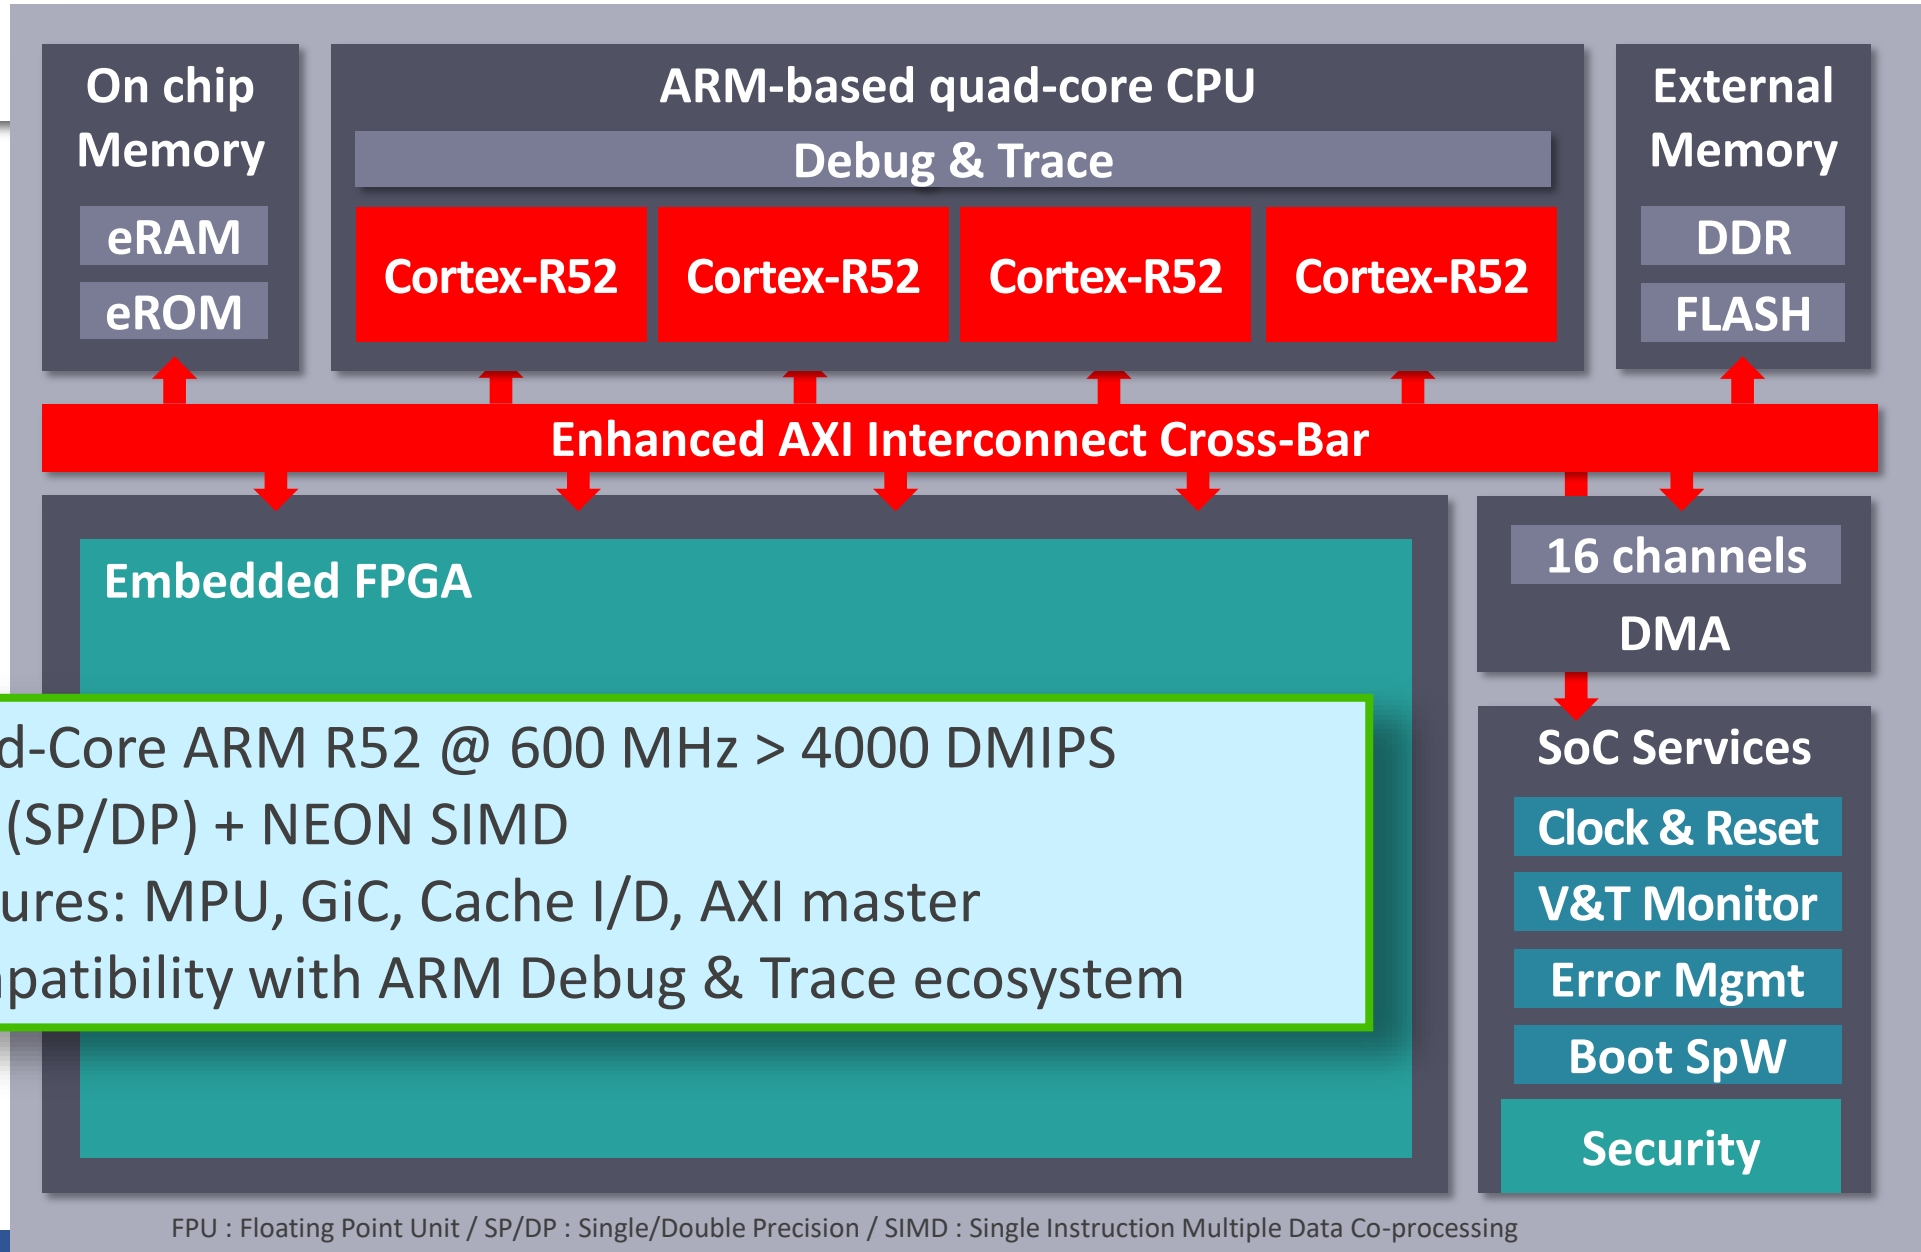 On chip
Memory
eRAM
eROM
ARM-based quad-core CPU
Debug & Trace
Cortex-R52
Cortex-R52
Cortex-R52
Cortex-R52
External
Memory
DDR
FLASH
Enhanced AXI Interconnect Cross-Bar
Embedded FPGA
d-Core ARM R52 @ 600 MHz > 4000 DMIPS
(SP/DP) + NEON SIMD
ures: MPU, GiC, Cache I/D, AXI master
patibility with ARM Debug & Trace ecosystem
16 channels
DMA
SoC Services
Clock & Reset
V&T Monitor
Error Mgmt
Boot SpW
Security
FPU : Floating Point Unit / SP/DP : Single/Double Precision / SIMD : Single Instruction Multiple Data Co-processing